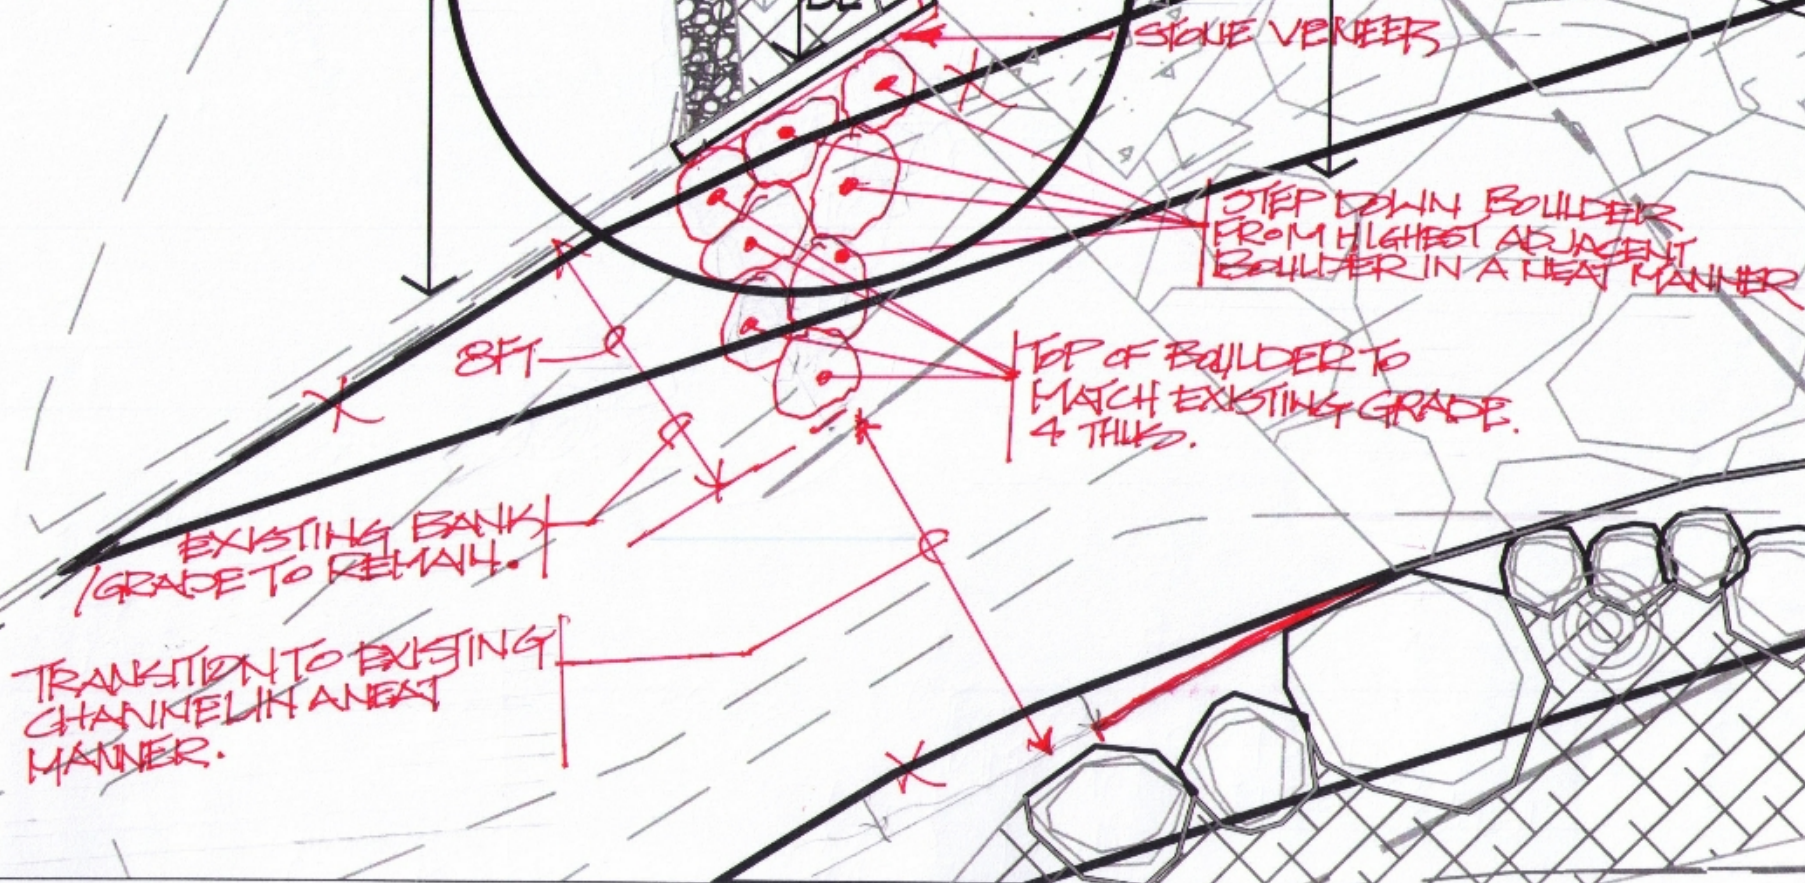 STONE VENEER
STEP DOWN BOULDER
FROM HIGHEST ADJACENT
BOULDER IN A NEAT MANNER
8FT
TOP OF BOULDER TO
MATCH EXISTING GRADE.
4 THUS.
EXISTING BANK
/GRADE TO REMAIN.
TRANSITION TO EXISTING
CHANNEL IN A NEAT
MANNER.